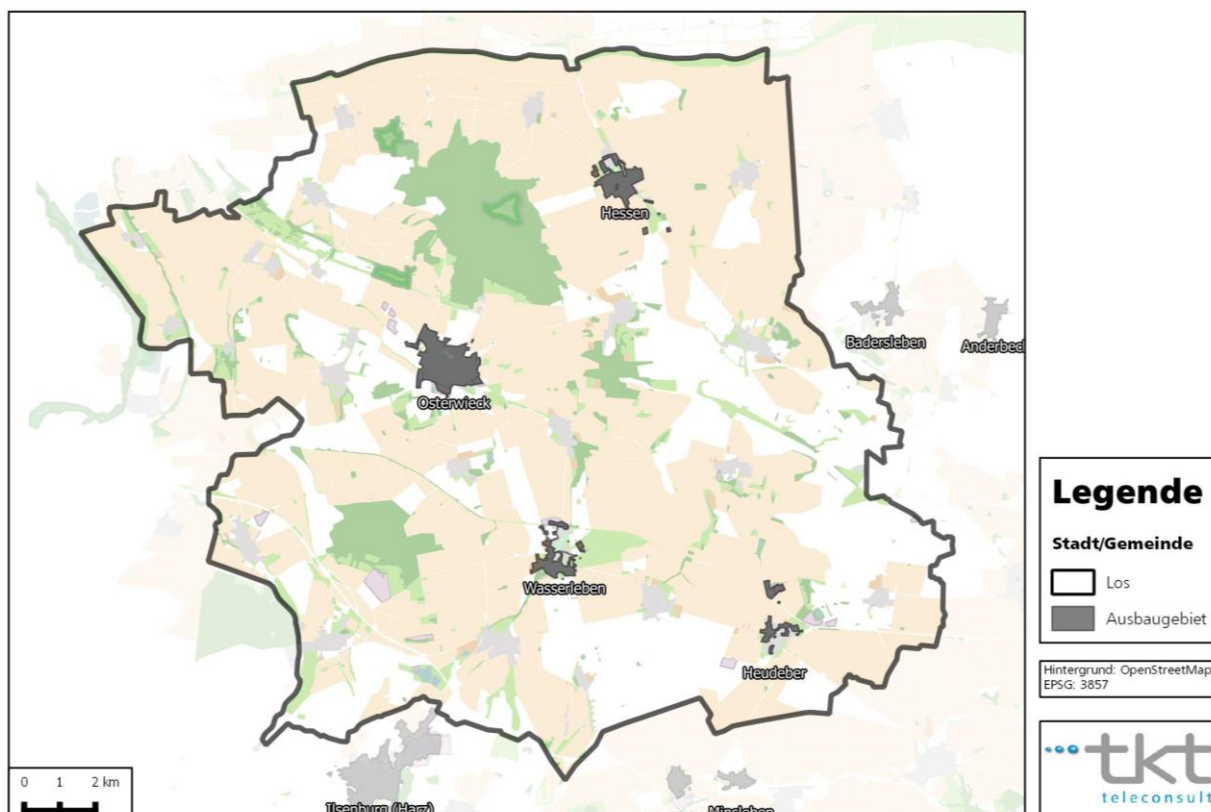 Hessen
Badersleben
Osterwieck
Wasserleben
Heudeber
Ilsenburg (Harz)
Minsleben
Legende
Stadt/Gemeinde
Los
Ausbaugebiet
Hintergrund: OpenStreetMap
EPSG: 3857
0 1 2 km
tkt
teleconsult